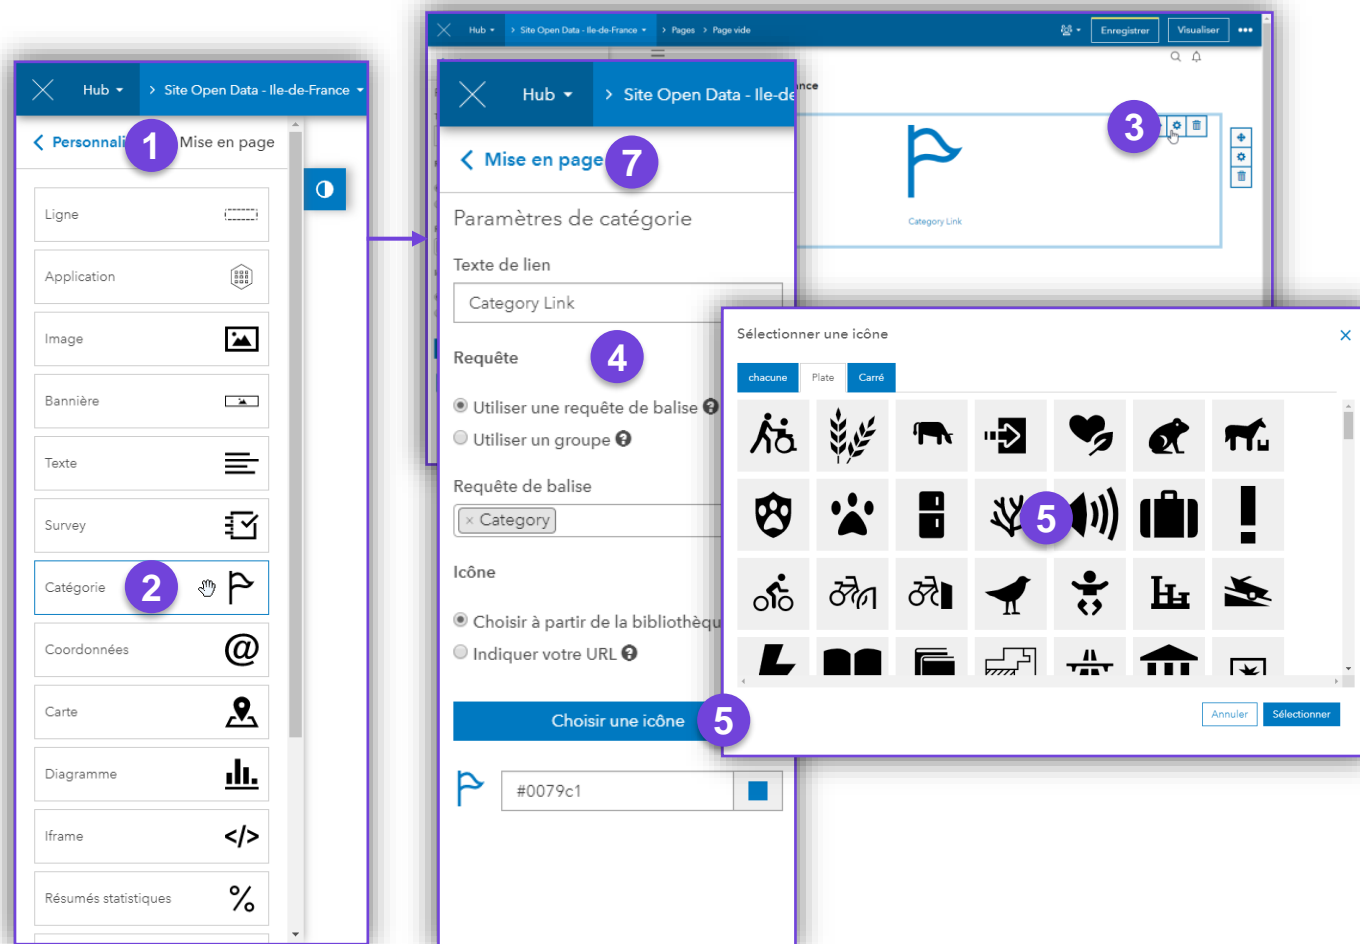 Hub
> Site Open Data - Ile-de-France
Personnali
1
Mise en page
Ligne
Application
Image
Bannière
Texte
Survey
Catégorie
2
Coordonnées
Carte
Diagramme
Iframe
Résumés statistiques
Hub
> Site Open Data - Ile-de-France
> Pages
> Page vide
Enregistrer
Visualiser
nce
3
Category Link
Hub
> Site Open Data - Ile-de
Mise en page
7
Paramètres de catégorie
Texte de lien
Category Link
Requête
4
Utiliser une requête de balise
Utiliser un groupe
Requête de balise
× Category
Icône
Choisir à partir de la bibliothèqu
Indiquer votre URL
Choisir une icône
5
#0079c1
Sélectionner une icône
chacune
Plate
Carré
5
Annuler
Sélectionner